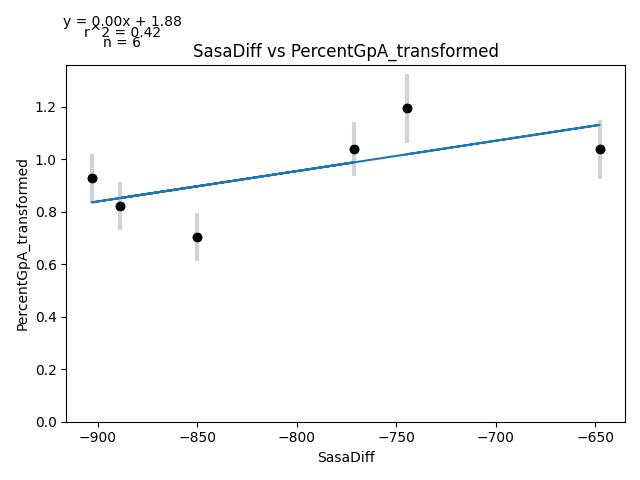 y = 0.00x + 1.88
r^2 = 0.42
n = 6
SasaDiff vs PercentGpA_transformed
PercentGpA_transformed
1.2
1.0
0.8
0.6
0.4
0.2
0.0
−900
−850
−800
−750
−700
−650
SasaDiff